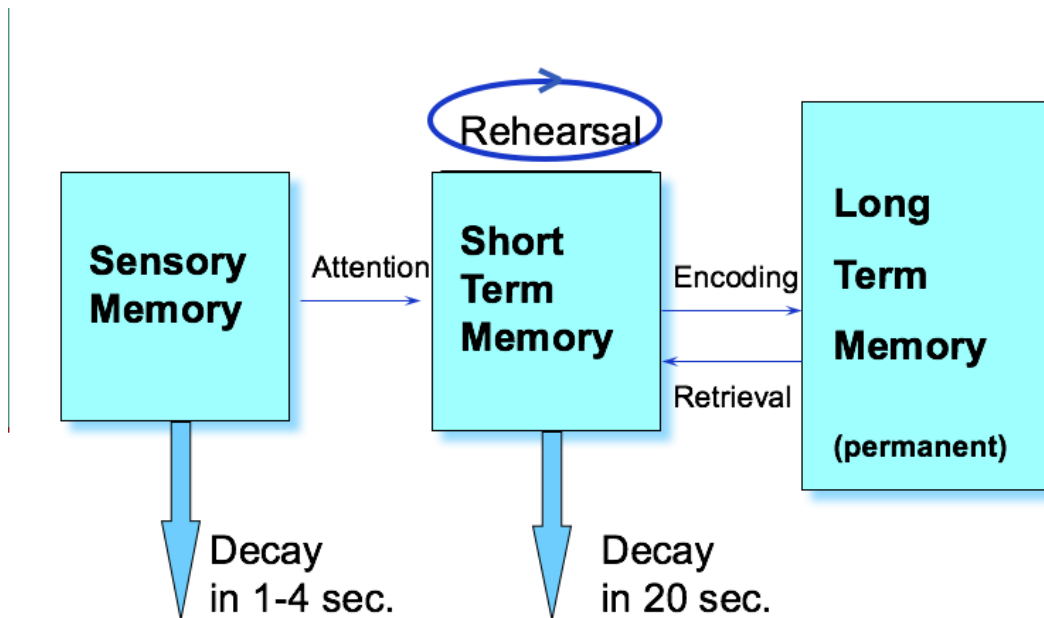 Rehearsal
Sensory
Memory
Attention
Short
Term
Memory
Encoding
Retrieval
Long
Term
Memory
(permanent)
Decay
in 1-4 sec.
Decay
in 20 sec.